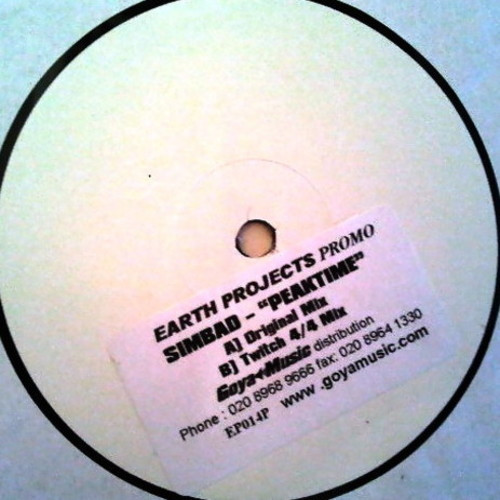 EARTH PROJECTS PROMO
SIMBAD - "PEAKTIME"
A) Original Mix
B) Twitch 4/4 Mix
Goya+Music distribution
Phone : 020 8968 9666 fax: 020 8964 1330
EP014P www .goyamusic.com